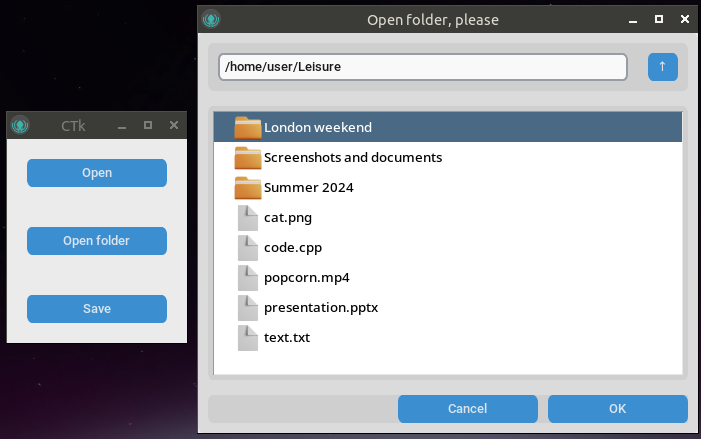 Open folder, please
/home/user/Leisure
↑
CTk
Open
Open folder
Save
London weekend
Screenshots and documents
Summer 2024
cat.png
code.cpp
popcorn.mp4
presentation.pptx
text.txt
Cancel
OK